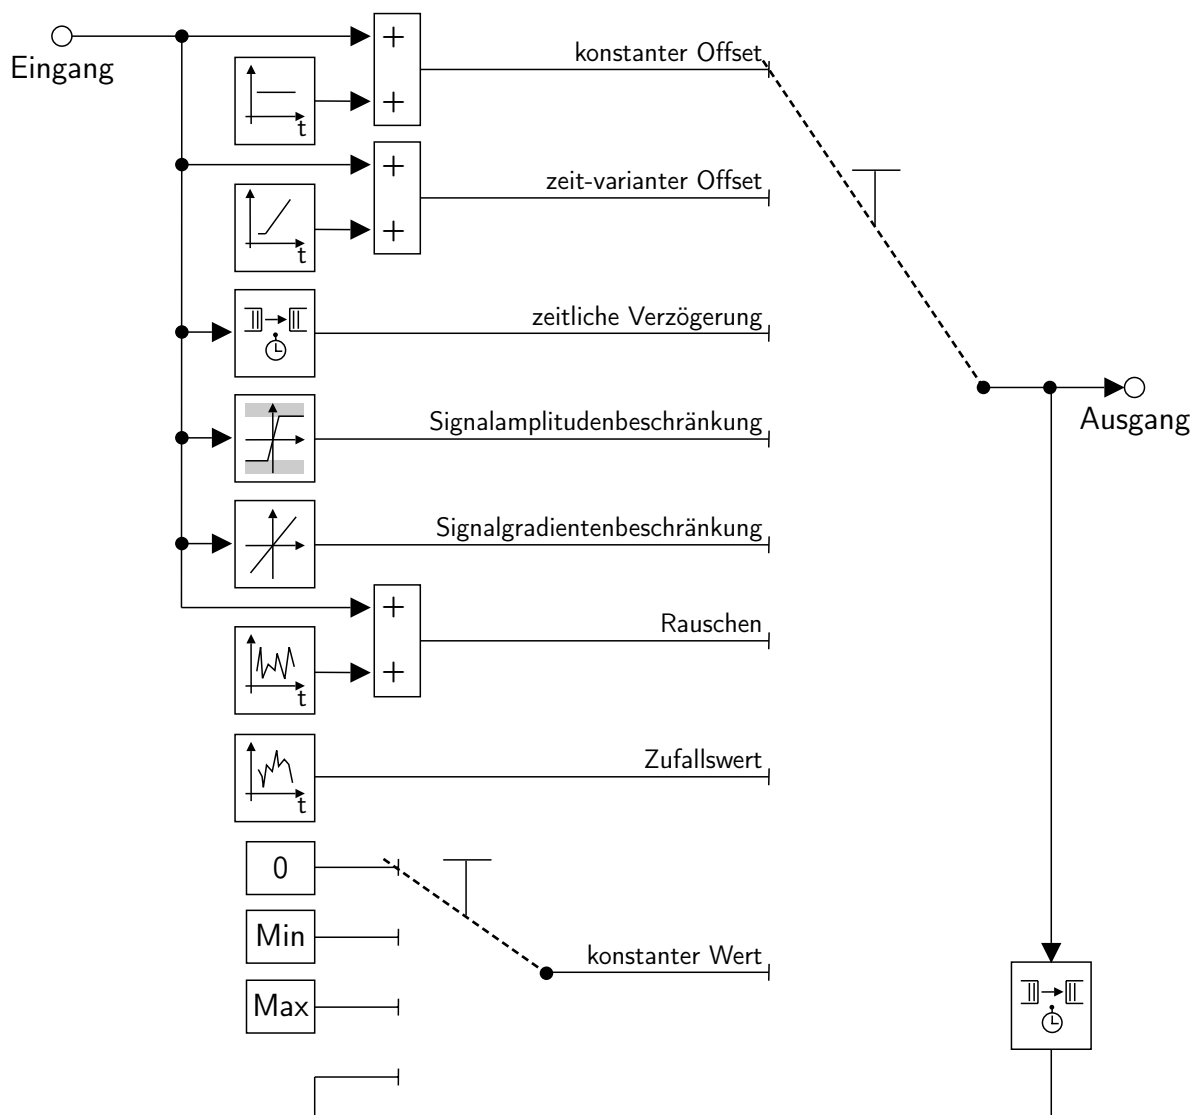 Eingang
+
konstanter Offset
t
+
+
zeit-varianter Offset
t
+
zeitliche Verzögerung
Signalamplitudenbeschränkung
Ausgang
Signalgradientenbeschränkung
+
Rauschen
t
+
Zufallswert
t
0
Min
konstanter Wert
Max